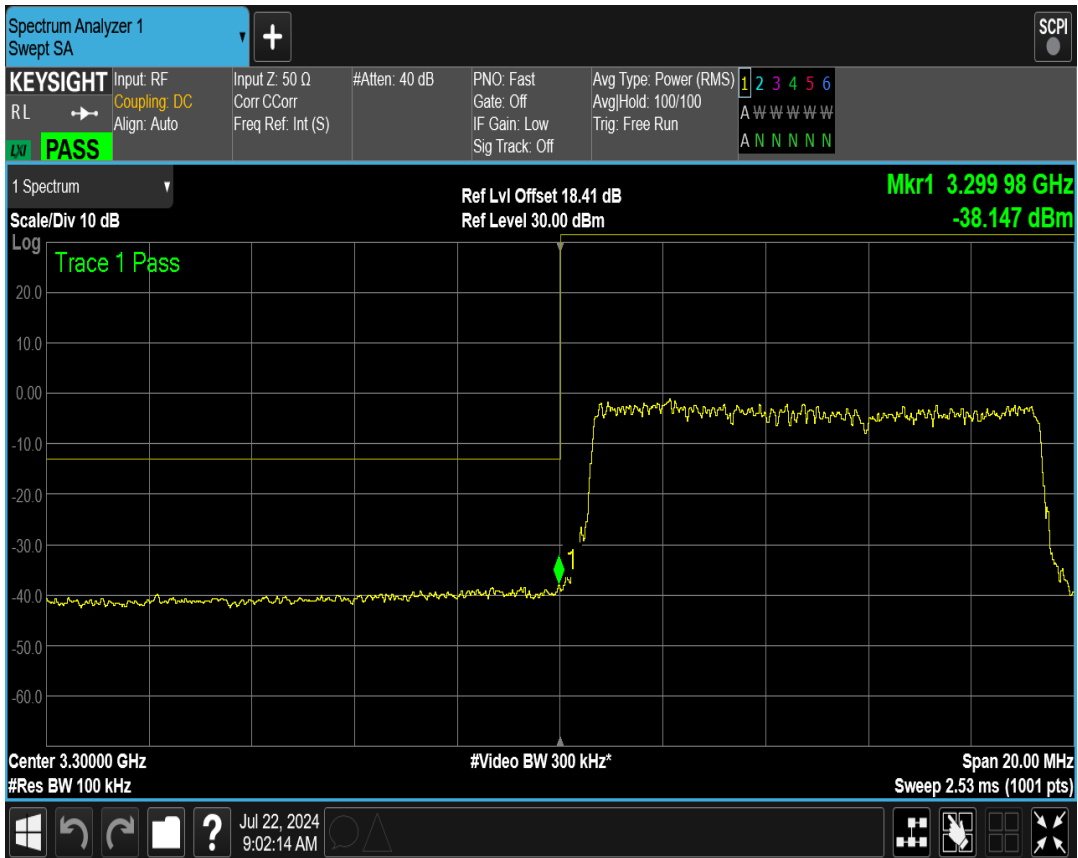 Spectrum Analyzer 1
Swept SA
SCPI
KEYSIGHT
R L
LXI PASS
Input: RF
Coupling: DC
Align: Auto
Input Z: 50 Ω
Corr CCorr
Freq Ref: Int (S)
#Atten: 40 dB
PNO: Fast
Gate: Off
IF Gain: Low
Sig Track: Off
Avg Type: Power (RMS)
Avg|Hold: 100/100
Trig: Free Run
1 2 3 4 5 6
A W W W W W
A N N N N N
1 Spectrum
Scale/Div 10 dB
Ref Lvl Offset 18.41 dB
Ref Level 30.00 dBm
Mkr1 3.299 98 GHz
-38.147 dBm
Log
Trace 1 Pass
20.0
10.0
0.00
-10.0
-20.0
-30.0
1
-40.0
-50.0
-60.0
Center 3.30000 GHz
#Res BW 100 kHz
#Video BW 300 kHz*
Span 20.00 MHz
Sweep 2.53 ms (1001 pts)
?
Jul 22, 2024
9:02:14 AM